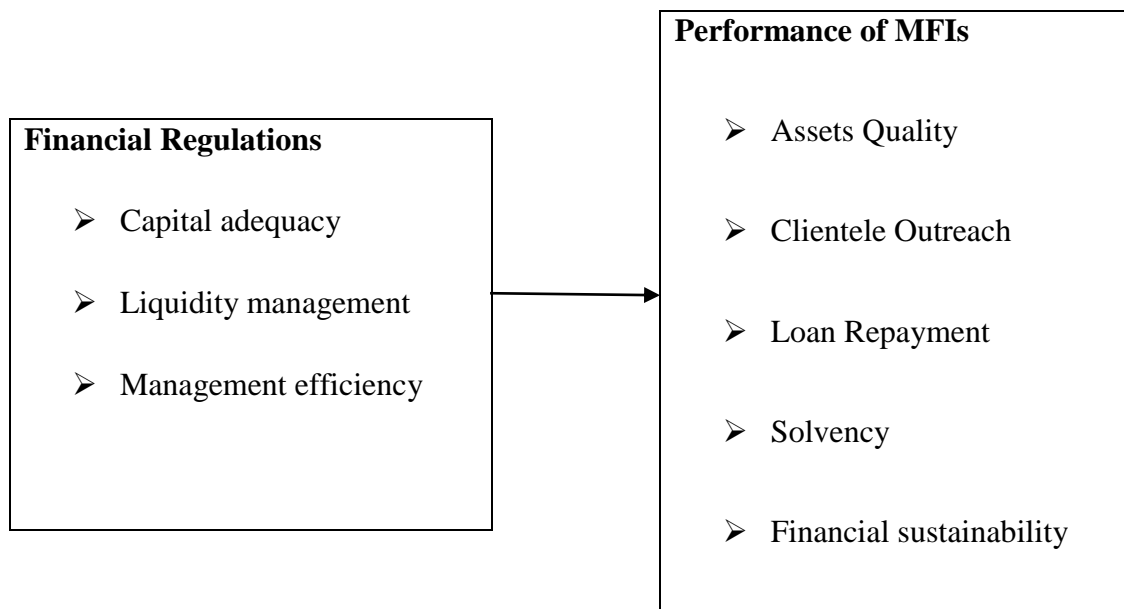 Financial Regulations
➢ Capital adequacy
➢ Liquidity management
➢ Management efficiency
Performance of MFIs
➢ Assets Quality
➢ Clientele Outreach
➢ Loan Repayment
➢ Solvency
➢ Financial sustainability